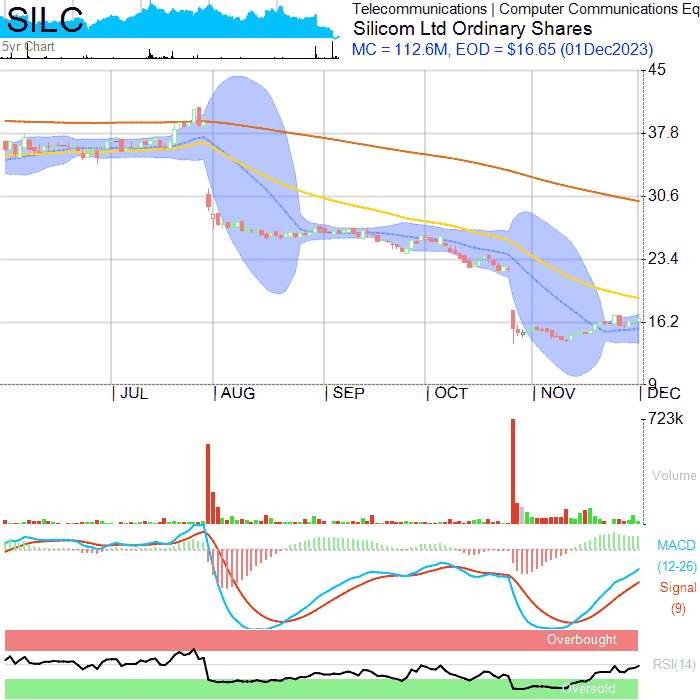 SILC
5yr Chart
Telecommunications | Computer Communications Eq
Silicom Ltd Ordinary Shares
MC = 112.6M, EOD = $16.65 (01Dec2023)
45
37.8
30.6
23.4
16.2
9
JUL
AUG
SEP
OCT
NOV
DEC
723k
Volume
MACD
(12-26)
Signal
(9)
Overbought
RSI(14)
Oversold